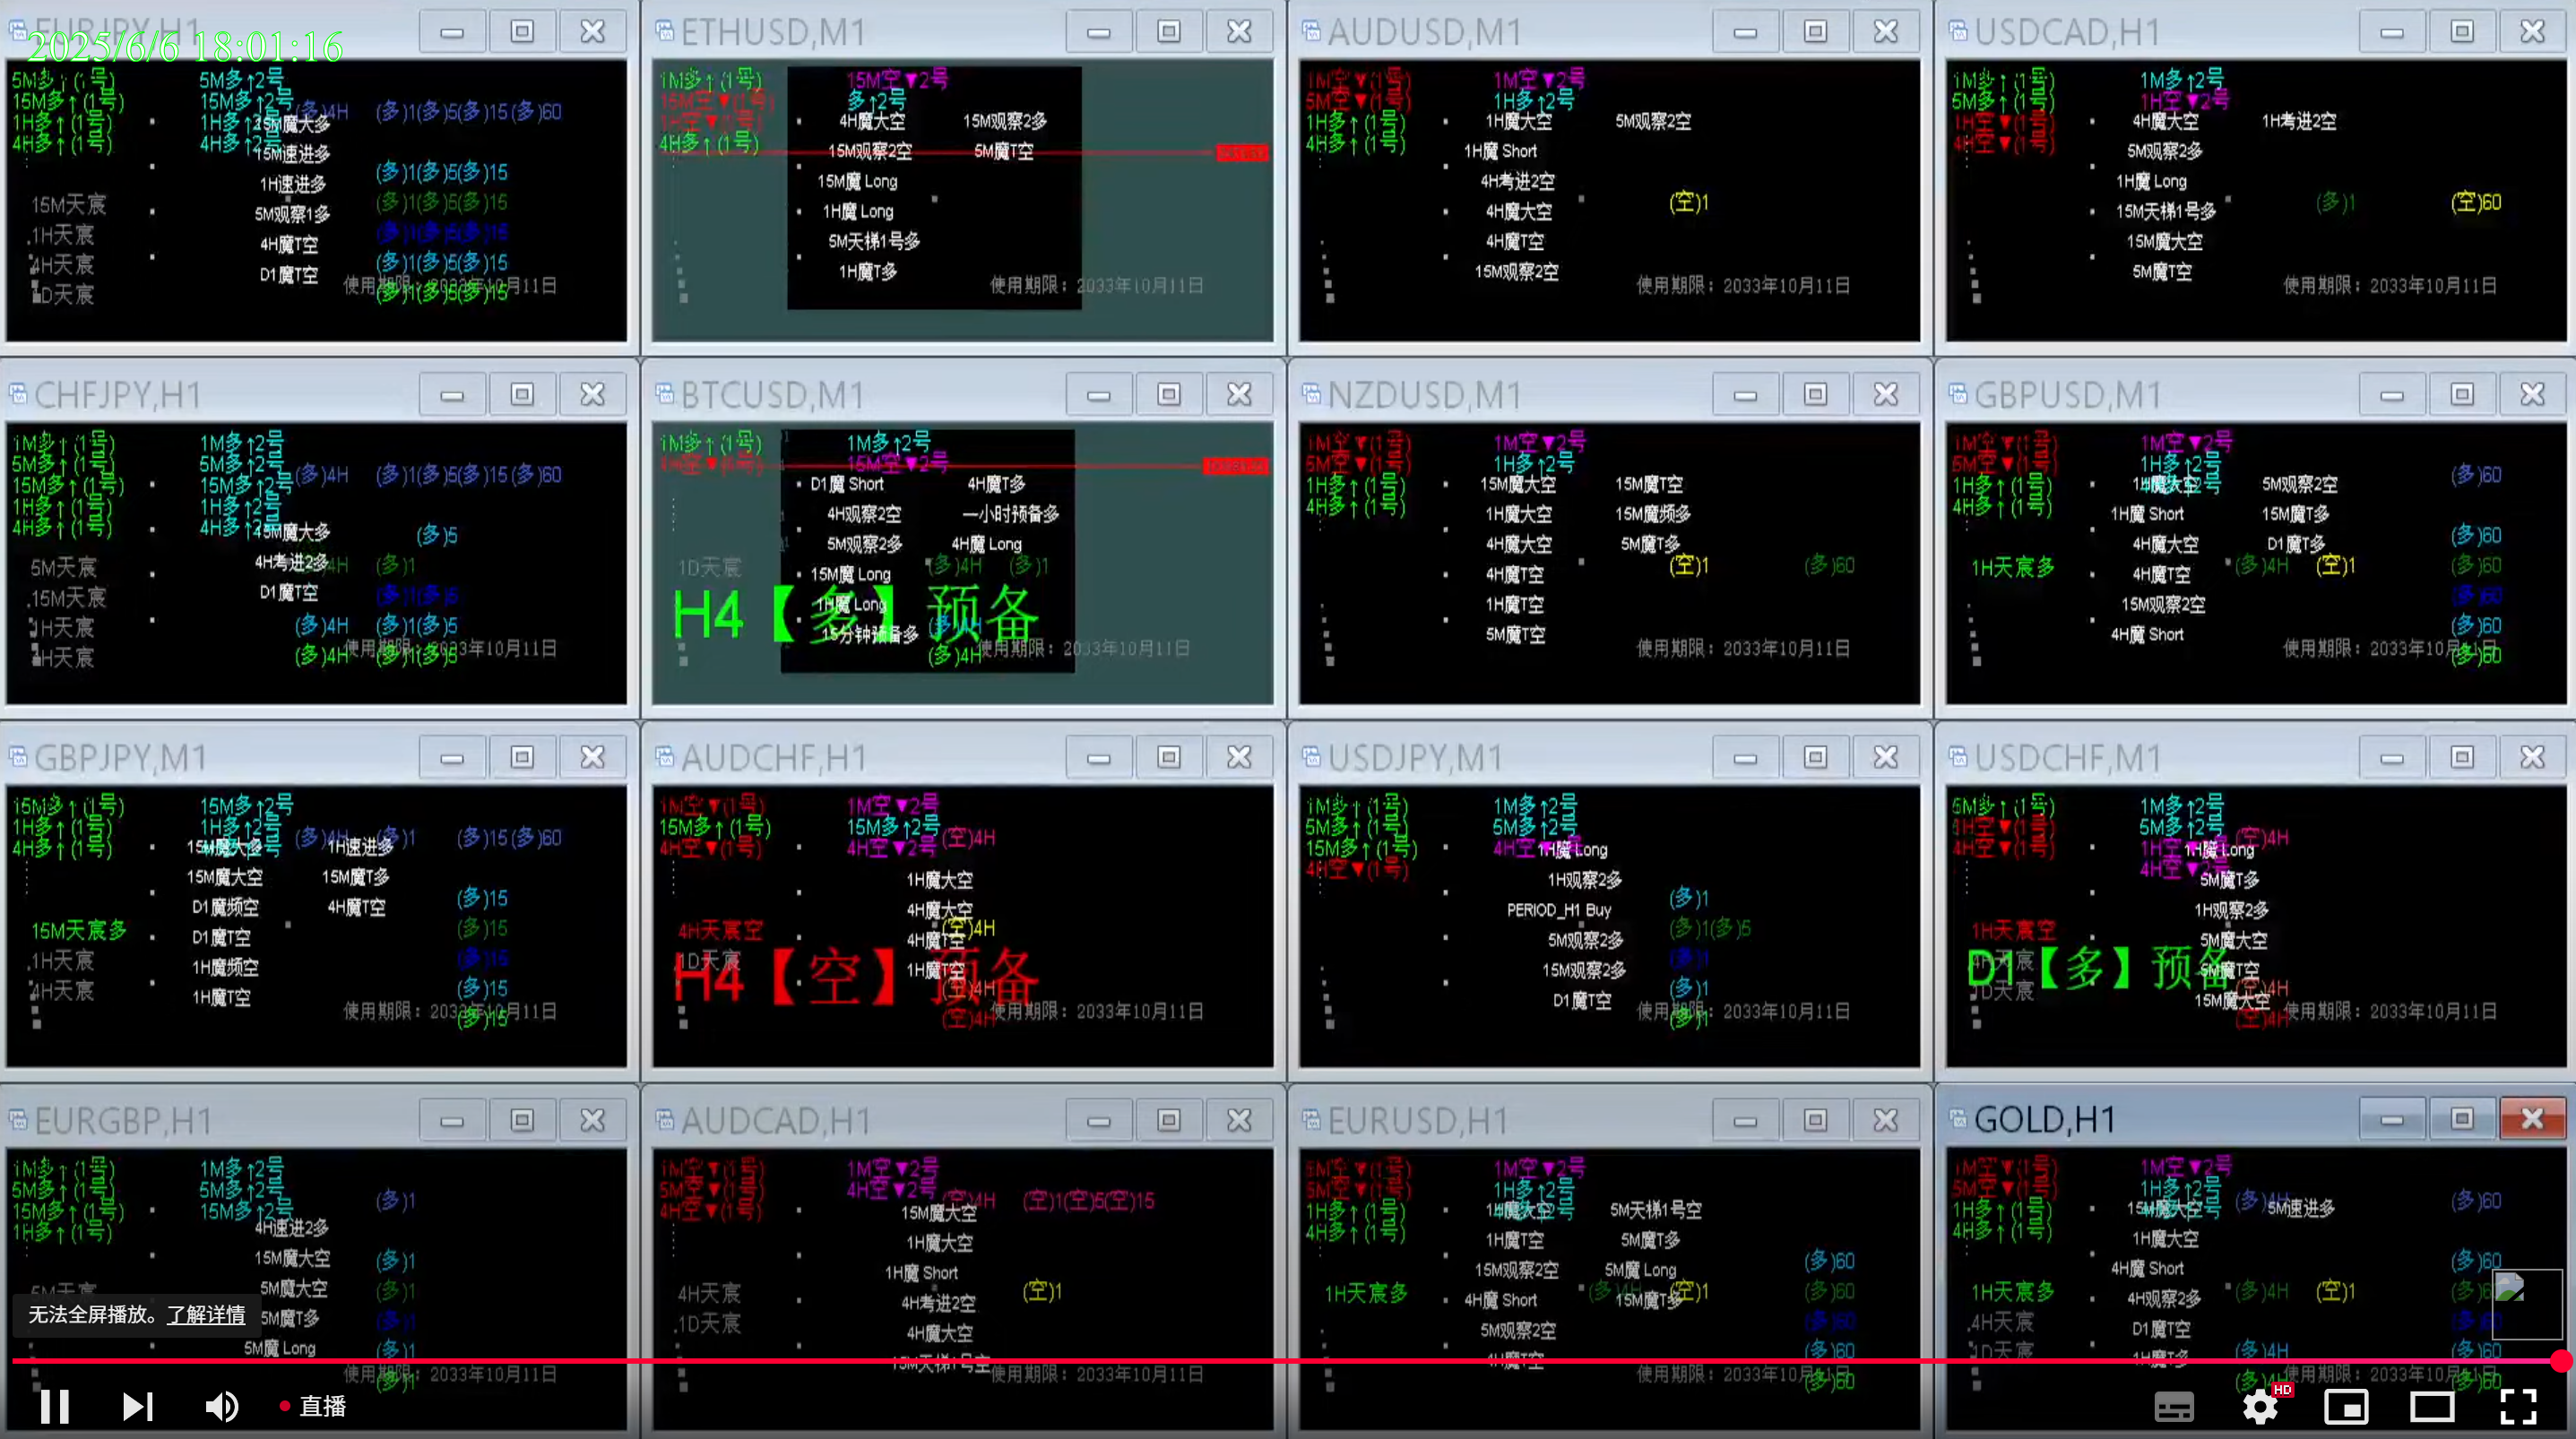 2025/6/6 18:01:16
EURJPY,H1
5M多↑(1号) 5M多↑2号
15M多↑(1号) 15M多↑2号 (多)4H (多)1(多)5(多)15(多)60
1H多↑(1号) 1H多↑2号 15M魔大多
4H多↑(1号) 4H多↑2号 15M速进多
(多)1(多)5(多)15
1H速进多
15M天宸 (多)1(多)5(多)15
5M观察1多
.1H天宸 (多)1(多)5(多)15
4H魔T空
4H天宸 (多)1(多)5(多)15
D1魔T空
1D天宸 (多)1(多)5(多)15
使用期限：2033年10月11日
ETHUSD,M1
1M多↑(1号) 15M空▼2号
15M空▼(1号) 多↑2号
1H空▼(1号) 4H魔大空 15M观察2多
4H多↑(1号) 15M观察2空 5M魔T空
15M魔 Long
1H魔 Long
5M天梯1号多
1H魔T多
使用期限：2033年10月11日
AUDUSD,M1
1M空▼(1号) 1M空▼2号
5M空▼(1号) 1H多↑2号
1H多↑(1号) 1H魔大空 5M观察2空
4H多↑(1号) 1H魔 Short
4H考进2空
(空)1
4H魔大空
4H魔T空
15M观察2空
使用期限：2033年10月11日
USDCAD,H1
1M多↑(1号) 1M多↑2号
5M多↑(1号) 1H空▼2号
1H空▼(1号) 4H魔大空 1H考进2空
4H空▼(1号) 5M观察2多
1H魔 Long
(多)1 (空)60
15M天梯1号多
15M魔大空
5M魔T空
使用期限：2033年10月11日
CHFJPY,H1
1M多↑(1号) 1M多↑2号
5M多↑(1号) 5M多↑2号 (多)4H (多)1(多)5(多)15(多)60
15M多↑(1号) 15M多↑2号
1H多↑(1号) 1H多↑2号
4H多↑(1号) 4H多↑2号 魔大多 (多)5
4H考进2多 4H (多)1
5M天宸
.15M天宸 D1魔T空 (多)1(多)5
1H天宸 (多)4H (多)1(多)5
4H天宸 (多)4H (多)1(多)5
使用期限：2033年10月11日
BTCUSD,M1
1M多↑(1号) 1M多↑2号
4H空▼(1号) 15M空▼2号
D1魔 Short 4H魔T多
4H观察2空 一小时预备多
5M观察2多 4H魔 Long
1D天宸 15M魔 Long (多)4H (多)1
H4【多】预备
1H魔 Long
15分钟预备多
(多)4H
使用期限：2033年10月11日
NZDUSD,M1
1M空▼(1号) 1M空▼2号
5M空▼(1号) 1H多↑2号
1H多↑(1号) 15M魔大空 15M魔T空
4H多↑(1号) 1H魔大空 15M魔频多
4H魔大空 5M魔T多
(空)1 (多)60
4H魔T空
1H魔T空
5M魔T空
使用期限：2033年10月11日
GBPUSD,M1
1M空▼(1号) 1M空▼2号
5M空▼(1号) 1H多↑2号 (多)60
1H多↑(1号) 1H魔大空 5M观察2空
4H多↑(1号) 1H魔 Short 15M魔T多
4H魔大空 D1魔T多 (多)60
1H天宸多 4H魔T空 (多)4H (空)1 (多)60
15M观察2空 (多)60
4H魔 Short (多)60
(多)60
使用期限：2033年10月11日
GBPJPY,M1
15M多↑(1号) 15M多↑2号
1H多↑(1号) 1H多↑2号 (多)4H (多)1 (多)15(多)60
4H多↑(1号) 15M魔大多 1H速进多
15M魔大空 15M魔T多
D1魔频空 4H魔T空 (多)15
15M天宸多 D1魔T空 (多)15
.1H天宸 1H魔频空 (多)15
4H天宸 1H魔T空 (多)15
(多)15
使用期限：2033年10月11日
AUDCHF,H1
1M空▼(1号) 1M空▼2号
15M多↑(1号) 15M多↑2号
4H空▼(1号) 4H空▼2号 (空)4H
1H魔大空
4H魔大空
4H天宸空 4H魔T空 (空)4H
1D天宸 1H魔T空
H4【空】预备
(空)4H
(空)4H
使用期限：2033年10月11日
USDJPY,M1
1M多↑(1号) 1M多↑2号
5M多↑(1号) 5M多↑2号
15M多↑(1号) 4H空 1H魔 Long
4H空▼(1号) 1H观察2多
(多)1
PERIOD_H1 Buy
(多)1(多)5
5M观察2多
(多)1
15M观察2多
(多)1
D1魔T空
(多)1
使用期限：2033年10月11日
USDCHF,M1
5M多↑(1号) 1M多↑2号
1H空▼(1号) 5M多↑2号 (空)4H
4H空▼(1号) 1H空 1H魔 Long
4H空▼2号 5M魔T多
1H观察2多
1H天宸空 5M魔大空
4H天宸 5M魔T空
D1【多】预备
1D天宸 (空)4H
15M魔大空
(空)4H
使用期限：2033年10月11日
EURGBP,H1
1M多↑(1号) 1M多↑2号
5M多↑(1号) 5M多↑2号 (多)1
15M多↑(1号) 15M多↑2号
1H多↑(1号) 4H速进2多
15M魔大空 (多)1
5M天宸 5M魔大空 (多)1
5M魔T多 (多)1
5M魔 Long (多)1
(多)1
使用期限：2033年10月11日
AUDCAD,H1
1M空▼(1号) 1M空▼2号
5M空▼(1号) 4H空▼2号 (空)4H (空)1(空)5(空)15
4H空▼(1号) 15M魔大空
1H魔大空
1H魔 Short
4H天宸 4H考进2空 (空)1
.1D天宸 4H魔大空
15M天梯1号空
使用期限：2033年10月11日
EURUSD,H1
1M空▼2号
5M空▼(1号) 1H多↑2号
1H多↑(1号) 1H魔大空 5M天梯1号空
4H多↑(1号) 1H魔T空 5M魔T多
15M观察2空 5M魔 Long (多)60
1H天宸多 4H魔 Short 15M魔T多 (空)1 (多)60
5M观察2空 (多)60
4H魔T空 (多)60
(多)60
使用期限：2033年10月11日
GOLD,H1
1M空▼(1号) 1M空▼2号
5M空▼(1号) 1H多↑2号 (多)4H (多)60
1H多↑(1号) 15M魔大空 5M速进多
4H多↑(1号) 1H魔大空
4H魔 Short (多)60
1H天宸多 4H观察2多 (多)4H (空)1
.4H天宸 D1魔T空
1D天宸 1H魔T多 (多)4H (多)60
使用期限：2033年10月11日
无法全屏播放。了解详情
直播
HD